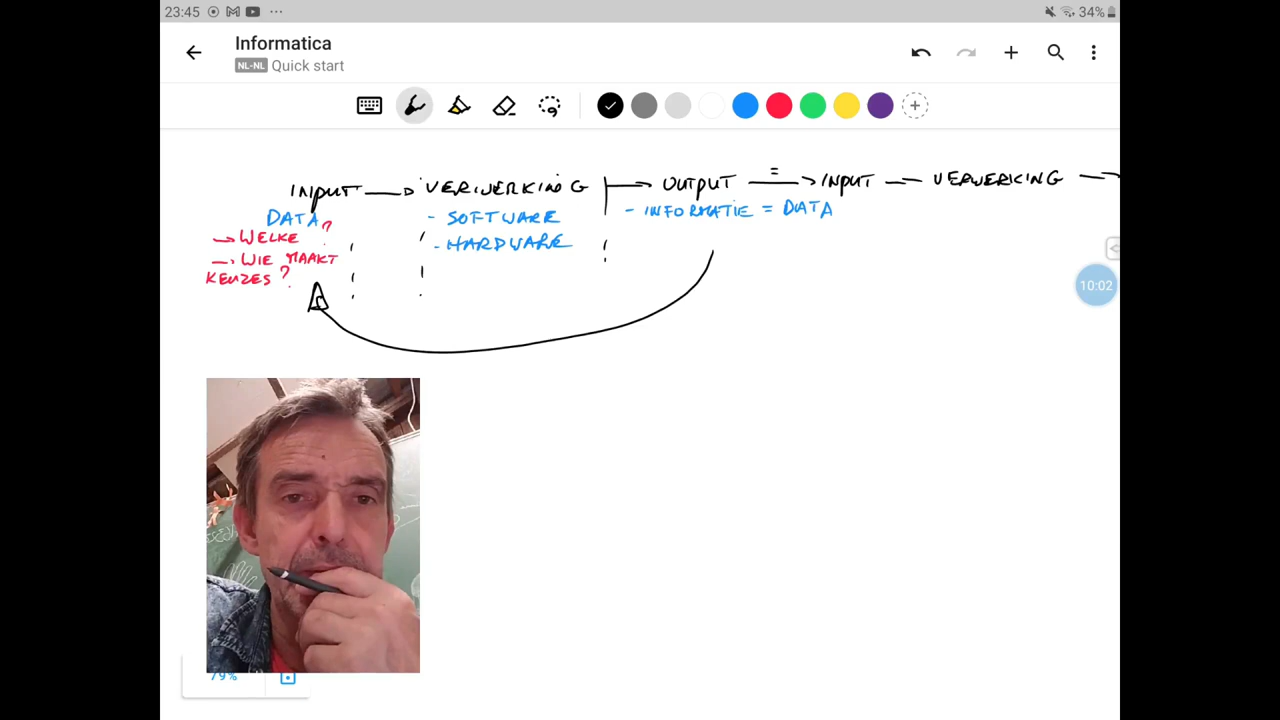 23:45 34%
Informatica
NL-NL Quick start
INPUT VERWERKING OUTPUT = INPUT VERWERKING
DATA - SOFTWARE - INFORMATIE = DATA
WELKE ? - HARDWARE
WIE MAAKT
KEUZES ?
10:02
79%